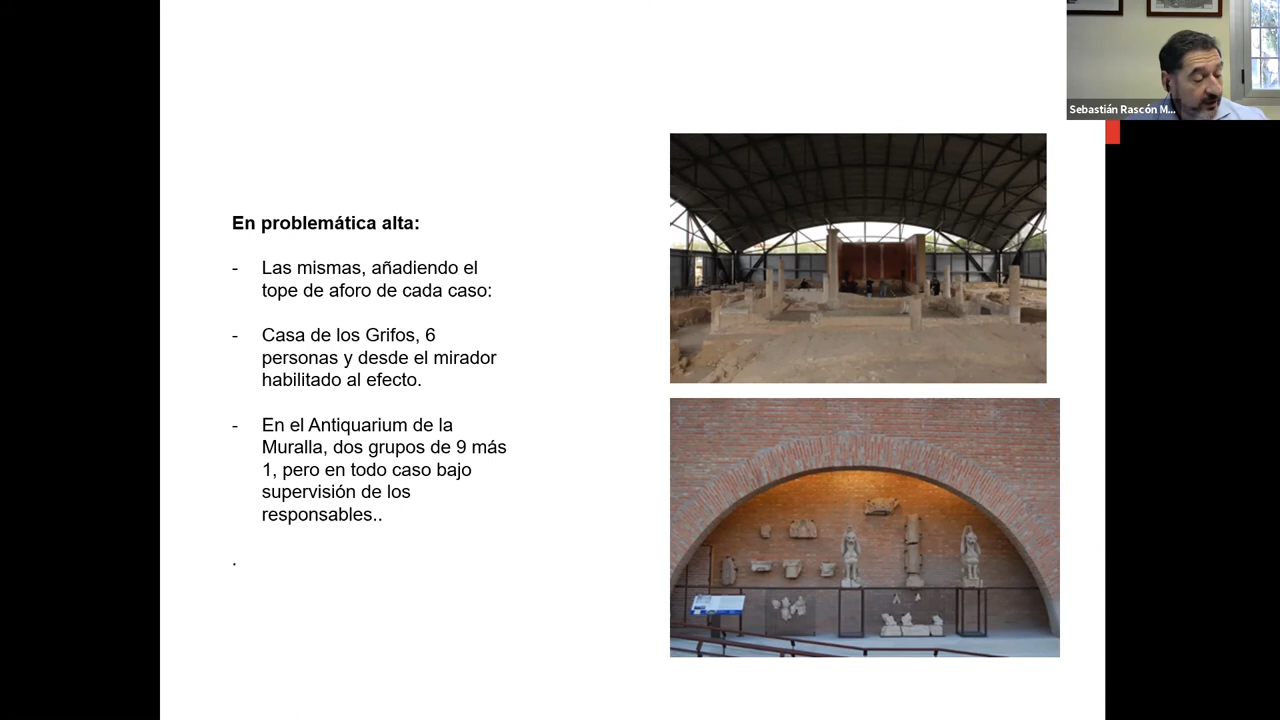 Sebastián Rascón M...
En problemática alta:
- Las mismas, añadiendo el
tope de aforo de cada caso:
- Casa de los Grifos, 6
personas y desde el mirador
habilitado al efecto.
- En el Antiquarium de la
Muralla, dos grupos de 9 más
1, pero en todo caso bajo
supervisión de los
responsables..
.